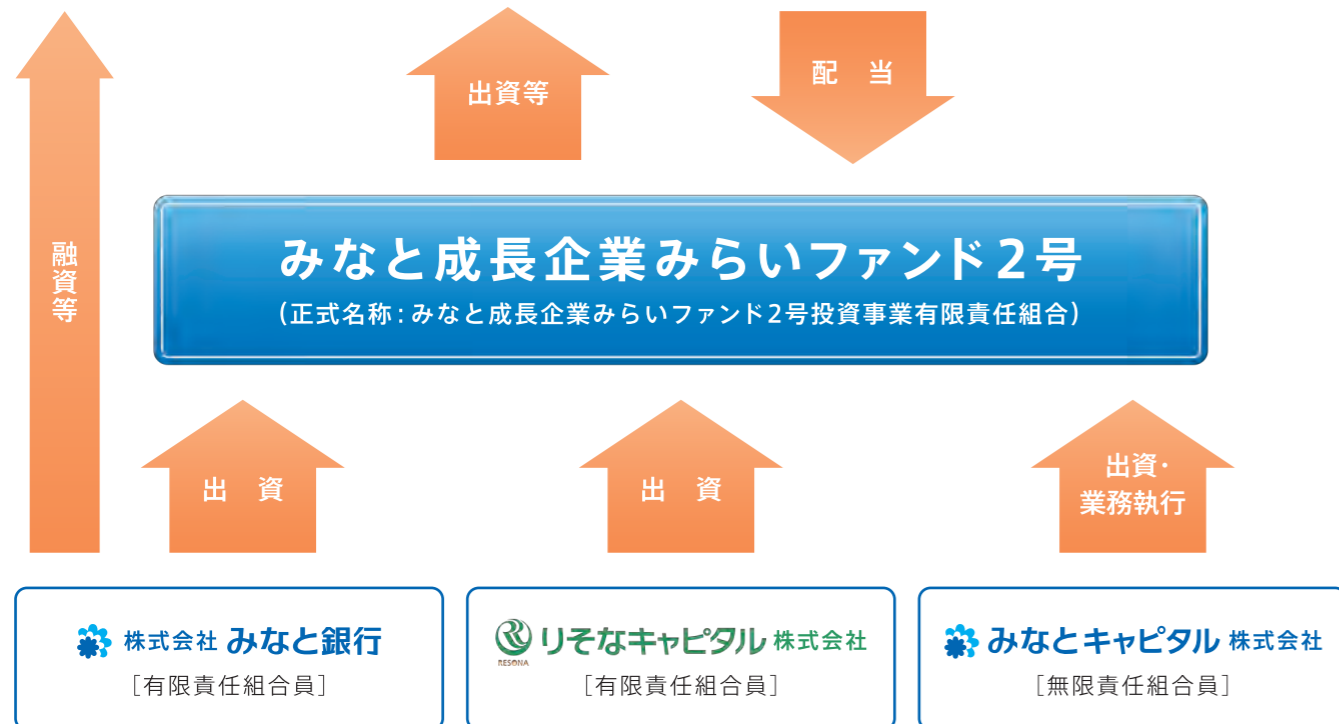 出資等
配　当
融資等
みなと成長企業みらいファンド2号
(正式名称:みなと成長企業みらいファンド2号投資事業有限責任組合)
出　資
出　資
出資・
業務執行
株式会社 みなと銀行
[有限責任組合員]
RESONA
りそなキャピタル 株式会社
[有限責任組合員]
みなとキャピタル 株式会社
[無限責任組合員]